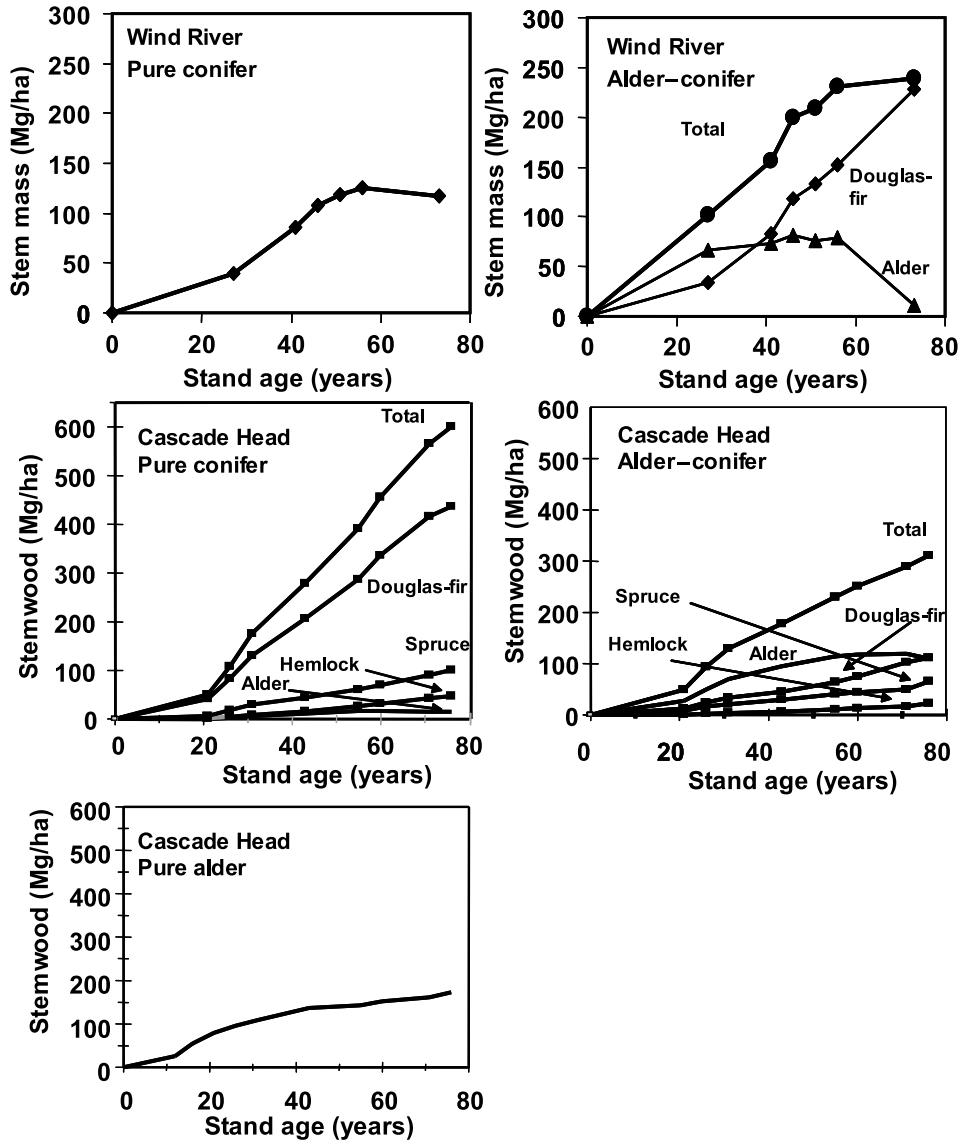 Wind River
Pure conifer
Stem mass (Mg/ha)
300
250
200
150
100
50
0
0 20 40 60 80
Stand age (years)
Wind River
Alder–conifer
Total
Douglas-
fir
Alder
Stem mass (Mg/ha)
300
250
200
150
100
50
0
0 20 40 60 80
Stand age (years)
Cascade Head
Pure conifer
Total
Douglas-fir
Spruce
Hemlock
Alder
Stemwood (Mg/ha)
600
500
400
300
200
100
0
0 20 40 60 80
Stand age (years)
Cascade Head
Alder–conifer
Total
Spruce
Douglas-fir
Hemlock
Alder
Stemwood (Mg/ha)
600
500
400
300
200
100
0
0 20 40 60 80
Stand age (years)
Cascade Head
Pure alder
Stemwood (Mg/ha)
600
500
400
300
200
100
0
0 20 40 60 80
Stand age (years)